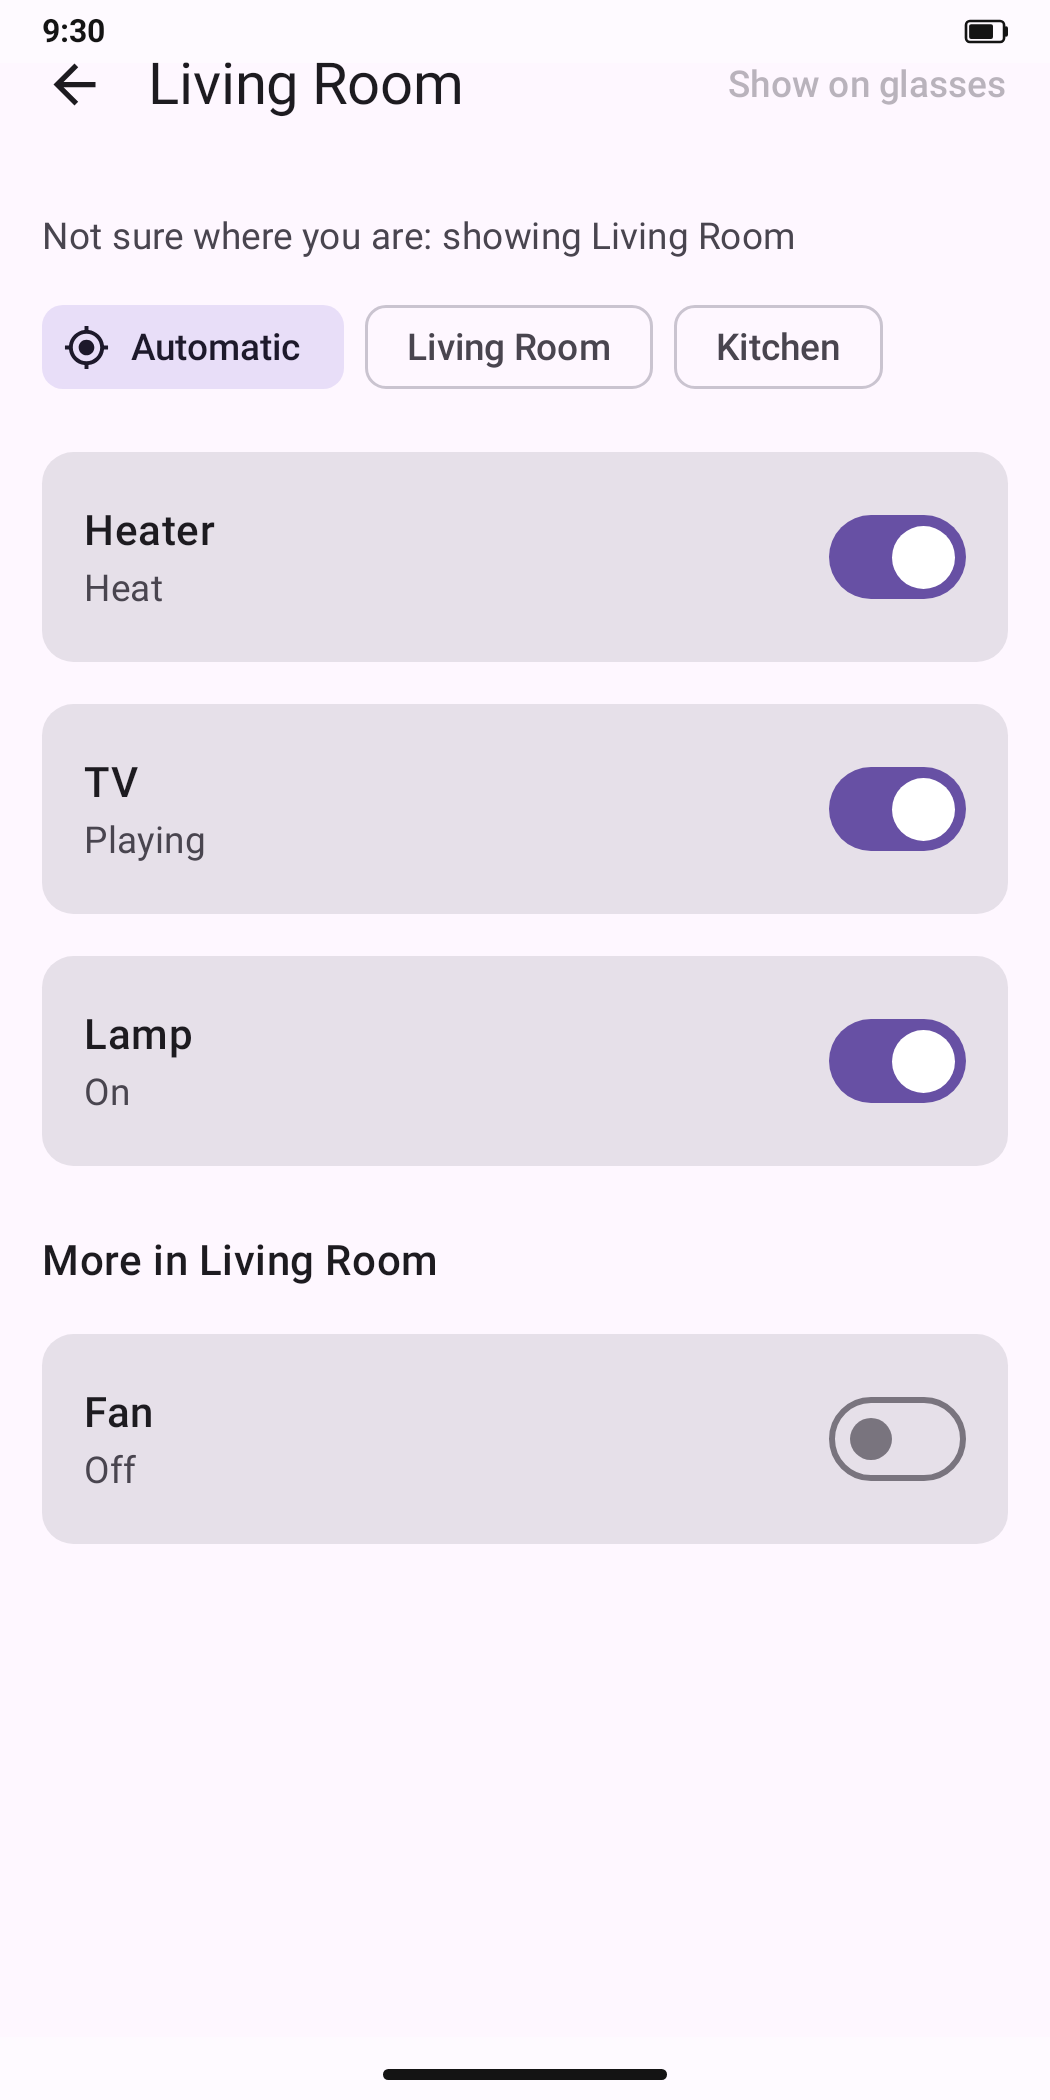 9:30
Living Room
Show on glasses
Not sure where you are: showing Living Room
Automatic
Living Room
Kitchen
Heater
Heat
TV
Playing
Lamp
On
More in Living Room
Fan
Off